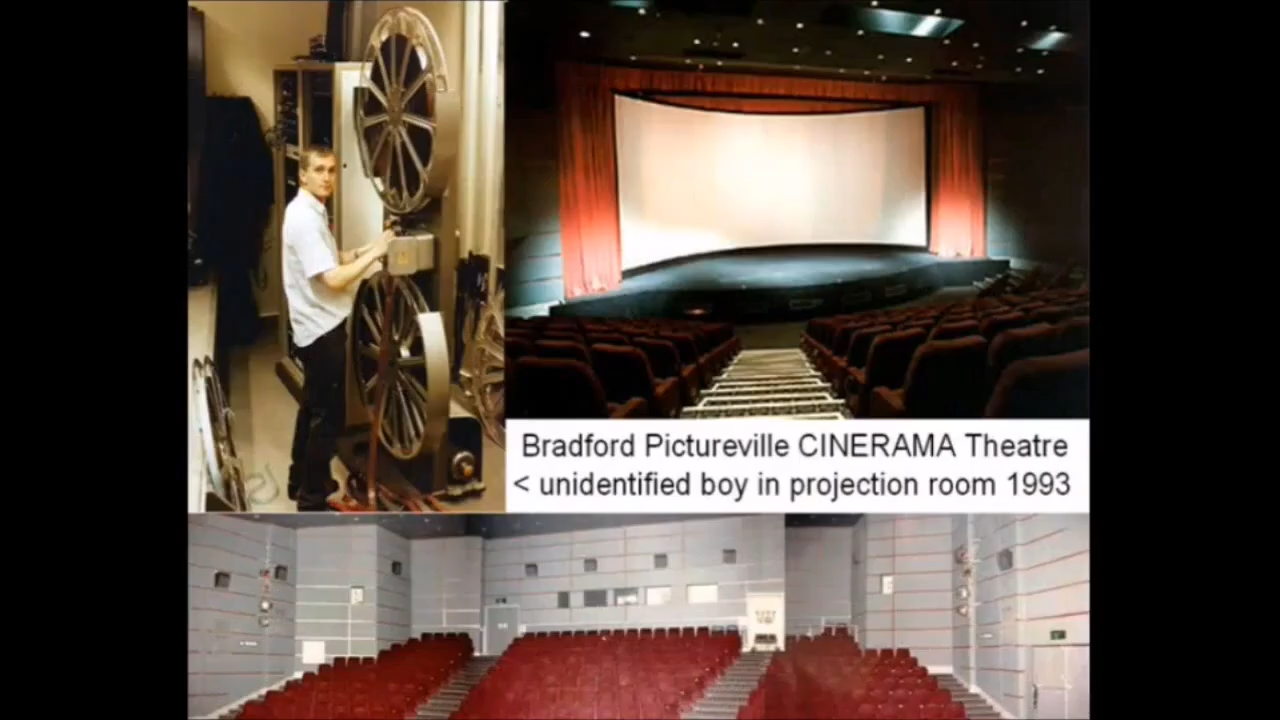 Bradford Pictureville CINERAMA Theatre
< unidentified boy in projection room 1993